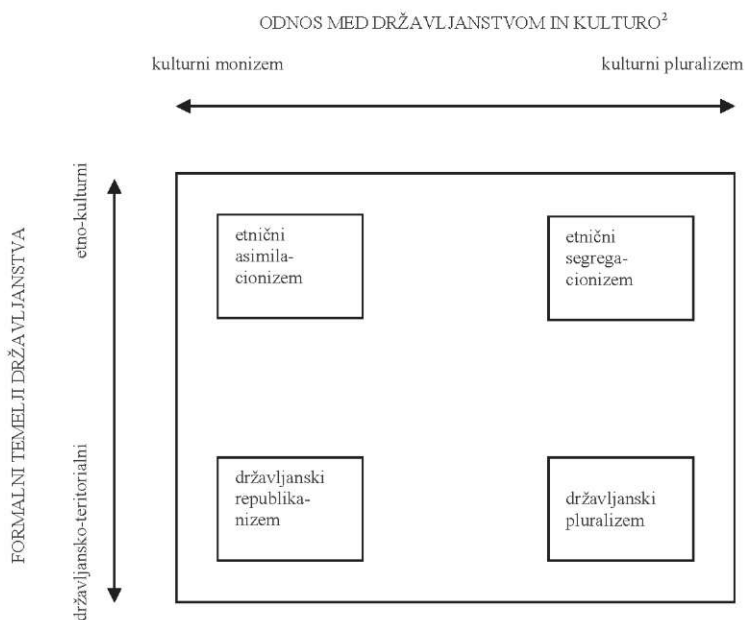 ODNOS MED DRŽAVLJANSTVOM IN KULTURO²
kulturni monizem
kulturni pluralizem
FORMALNI TEMELJI DRŽAVLJANSTVA
etno-kulturni
državljansko-teritorialni
etnični
asimila-
cionizem
etnični
segrega-
cionizem
državljanski
republika-
nizem
državljanski
pluralizem